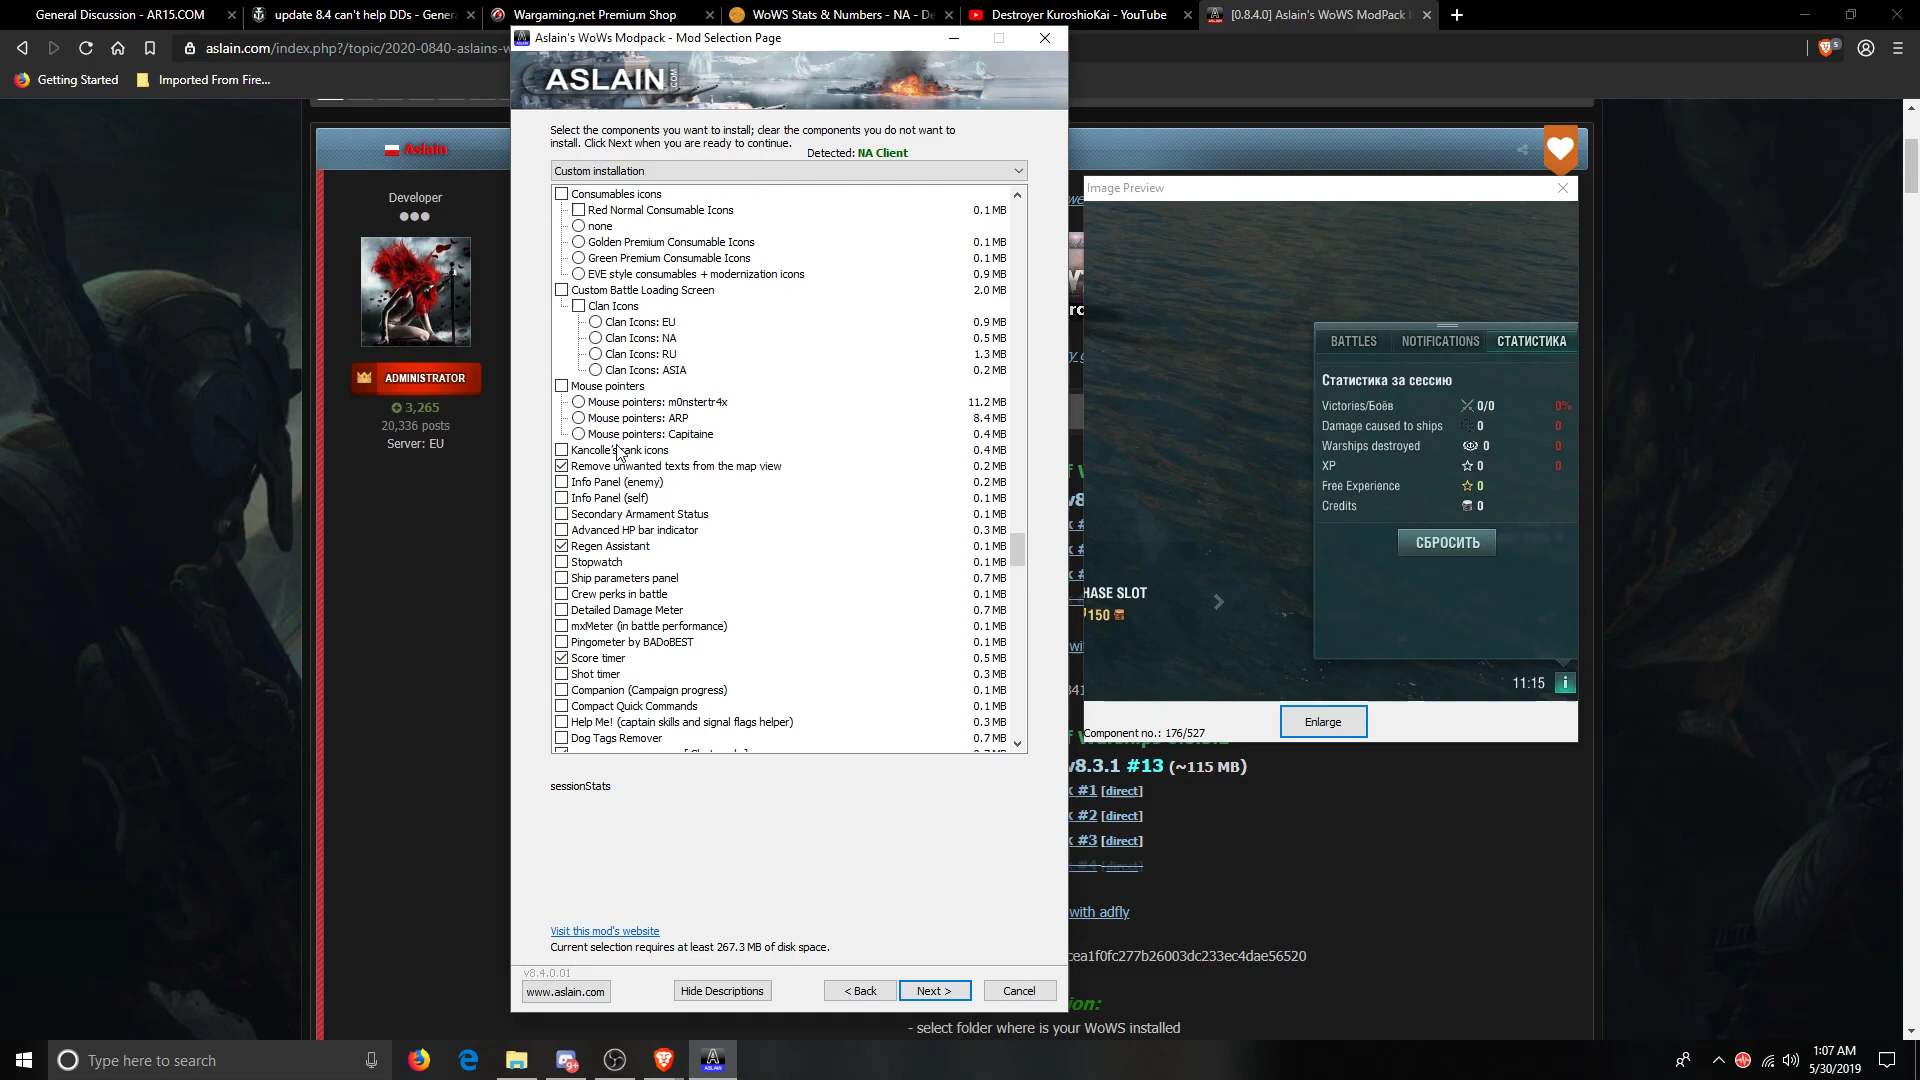 General Discussion - AR15.COM
update 8.4 can't help DDs - Gener
Wargaming.net Premium Shop
WoWS Stats & Numbers - NA - De
Destroyer KuroshioKai - YouTube
[0.8.4.0] Aslain's WoWS ModPack
aslain.com/index.php?/topic/2020-0840-aslains-w
5
Getting Started
Imported From Fire...
Aslain's WoWs Modpack - Mod Selection Page
ASLAIN.COM
Select the components you want to install; clear the components you do not want to
install. Click Next when you are ready to continue.
Detected: NA Client
Custom installation
Consumables icons
Red Normal Consumable Icons 0.1 MB
none
Golden Premium Consumable Icons 0.1 MB
Green Premium Consumable Icons 0.1 MB
EVE style consumables + modernization icons 0.9 MB
Custom Battle Loading Screen 2.0 MB
Clan Icons
Clan Icons: EU 0.9 MB
Clan Icons: NA 0.5 MB
Clan Icons: RU 1.3 MB
Clan Icons: ASIA 0.2 MB
Mouse pointers
Mouse pointers: m0nstertr4x 11.2 MB
Mouse pointers: ARP 8.4 MB
Mouse pointers: Capitaine 0.4 MB
Kancolle's rank icons 0.4 MB
Remove unwanted texts from the map view 0.2 MB
Info Panel (enemy) 0.2 MB
Info Panel (self) 0.1 MB
Secondary Armament Status 0.1 MB
Advanced HP bar indicator 0.3 MB
Regen Assistant 0.1 MB
Stopwatch 0.1 MB
Ship parameters panel 0.7 MB
Crew perks in battle 0.1 MB
Detailed Damage Meter 0.7 MB
mxMeter (in battle performance) 0.1 MB
Pingometer by BADoBEST 0.1 MB
Score timer 0.5 MB
Shot timer 0.3 MB
Companion (Campaign progress) 0.1 MB
Compact Quick Commands 0.1 MB
Help Me! (captain skills and signal flags helper) 0.3 MB
Dog Tags Remover 0.7 MB
sessionStats
Visit this mod's website
Current selection requires at least 267.3 MB of disk space.
v8.4.0.01
www.aslain.com
Hide Descriptions
< Back
Next >
Cancel
Aslain
Developer
ADMINISTRATOR
3,265
20,336 posts
Server: EU
Image Preview
BATTLES NOTIFICATIONS СТАТИСТИКА
Статистика за сессию
Victories/Боёв 0/0 0%
Damage caused to ships 0 0
Warships destroyed 0 0
XP 0 0
Free Experience 0
Credits 0
СБРОСИТЬ
HASE SLOT
150
11:15
Enlarge
Component no.: 176/527
v8.3.1 #13 (~115 MB)
#1 [direct]
#2 [direct]
#3 [direct]
#4 [direct]
with adfly
cea1f0fc277b26003dc233ec4dae56520
ion:
- select folder where is your WoWS installed
Type here to search
9+
ASLAIN
1:07 AM
5/30/2019